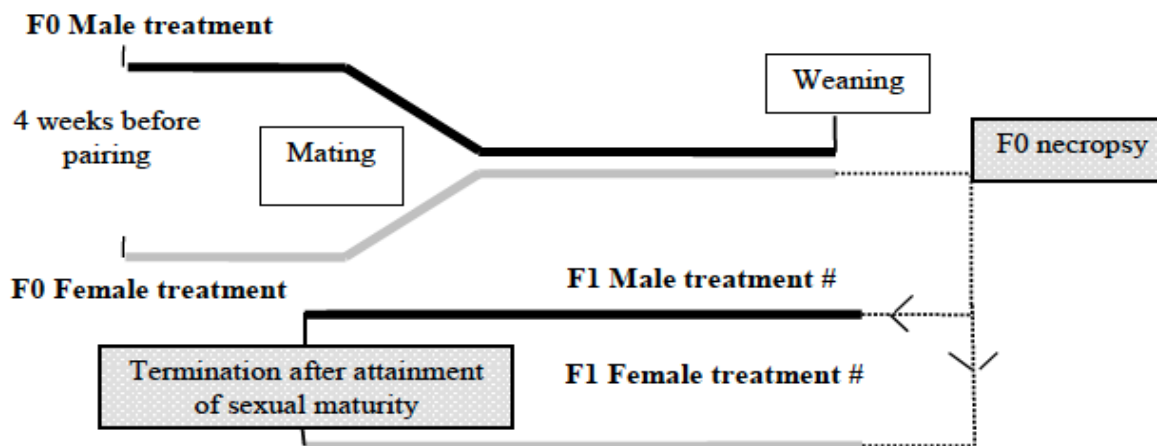 F0 Male treatment
Weaning
4 weeks before
pairing
Mating
F0 necropsy
F0 Female treatment
F1 Male treatment #
Termination after attainment
of sexual maturity
F1 Female treatment #